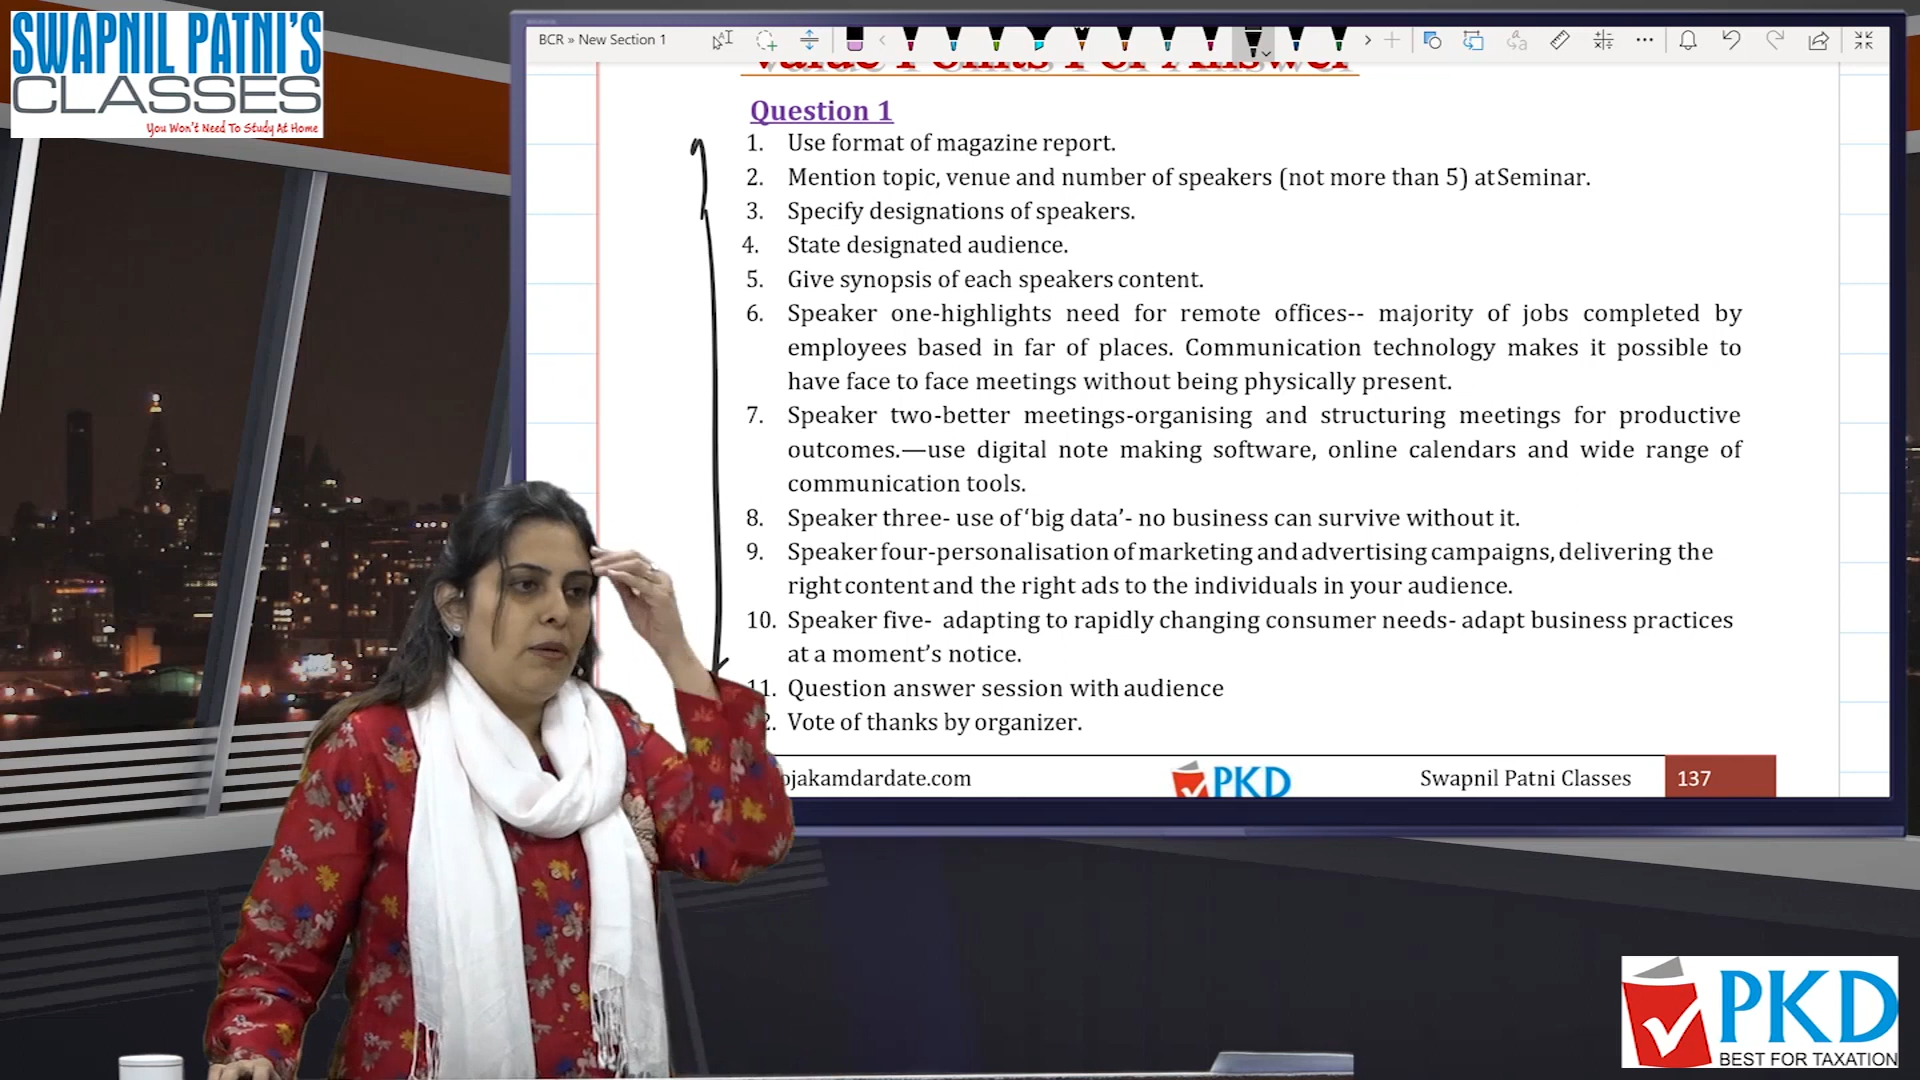 SWAPNIL PATNI'S
CLASSES
You Won't Need To Study At Home
BCR » New Section 1
Value Points For Answer
Question 1
1. Use format of magazine report.
2. Mention topic, venue and number of speakers (not more than 5) at Seminar.
3. Specify designations of speakers.
4. State designated audience.
5. Give synopsis of each speakers content.
6. Speaker one-highlights need for remote offices-- majority of jobs completed by
employees based in far of places. Communication technology makes it possible to
have face to face meetings without being physically present.
7. Speaker two-better meetings-organising and structuring meetings for productive
outcomes.—use digital note making software, online calendars and wide range of
communication tools.
8. Speaker three- use of ‘big data’- no business can survive without it.
9. Speaker four-personalisation of marketing and advertising campaigns, delivering the
right content and the right ads to the individuals in your audience.
10. Speaker five- adapting to rapidly changing consumer needs- adapt business practices
at a moment’s notice.
11. Question answer session with audience
2. Vote of thanks by organizer.
ojakamdardate.com PKD Swapnil Patni Classes 137
PKD
BEST FOR TAXATION